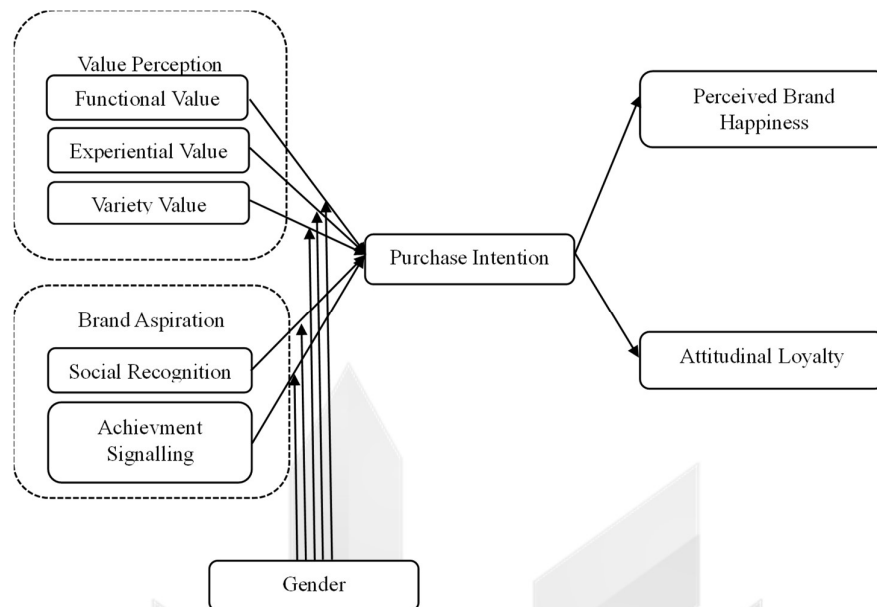 Value Perception
Functional Value
Experiential Value
Variety Value
Brand Aspiration
Social Recognition
Achievment
Signalling
Purchase Intention
Perceived Brand
Happiness
Attitudinal Loyalty
Gender